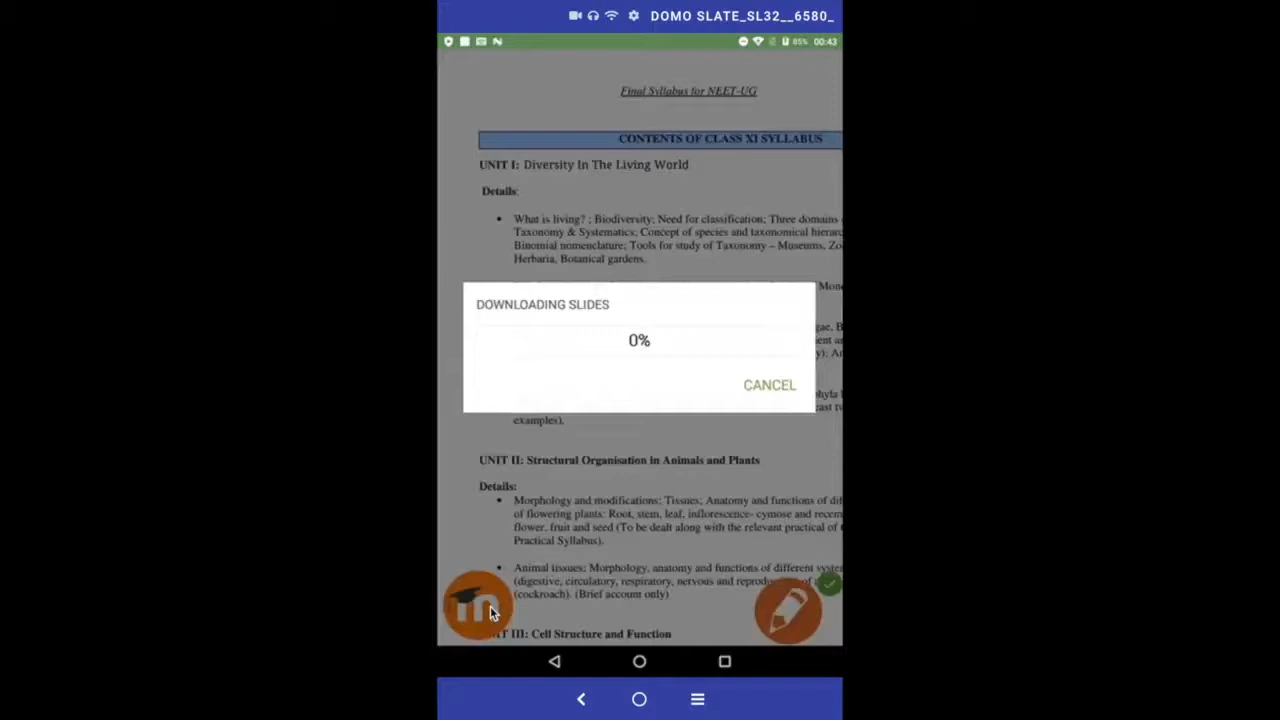 DOMO SLATE_SL32__6580_
85% 00:43
Final Syllabus for NEET-UG
CONTENTS OF CLASS XI SYLLABUS
UNIT I: Diversity In The Living World
Details:
• What is living? ; Biodiversity; Need for classification; Three domains
Taxonomy & Systematics; Concept of species and taxonomical
Binomial nomenclature; Tools for study of Taxonomy – Museums,
Herbaria, Botanical gardens.
DOWNLOADING SLIDES
0%
CANCEL
examples).
UNIT II: Structural Organisation in Animals and Plants
Details:
• Morphology and modifications; Tissues; Anatomy and functions of
of flowering plants: Root, stem, leaf, inflorescence- cymose and
flower, fruit and seed (To be dealt along with the relevant practical of
Practical Syllabus).
• Animal tissues; Morphology, anatomy and functions of different
(digestive, circulatory, respiratory, nervous and
(cockroach). (Brief account only)
III: Cell Structure and Function